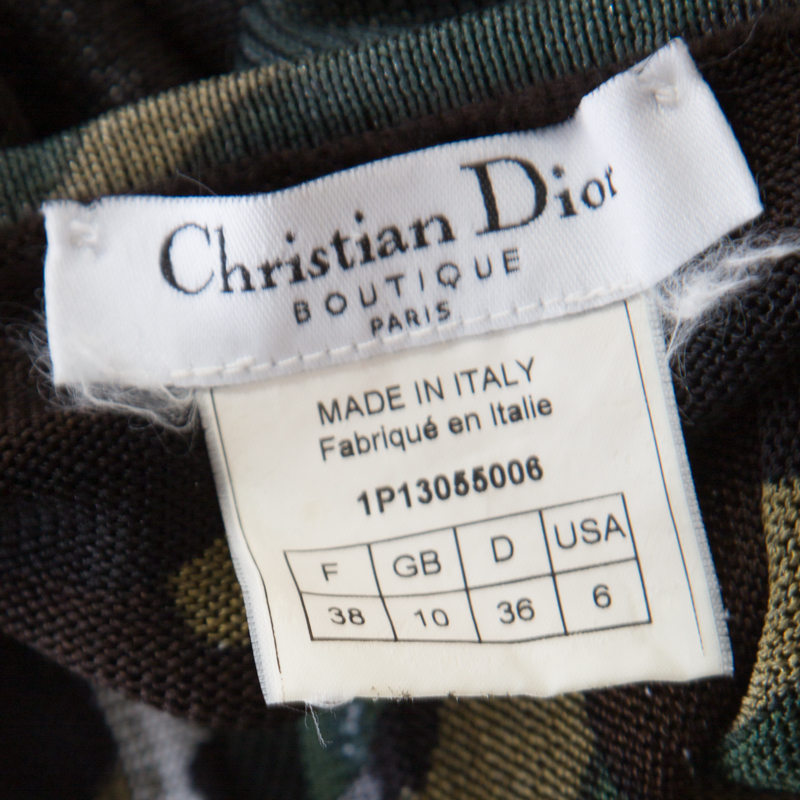 Christian Dior
BOUTIQUE
PARIS
MADE IN ITALY
Fabriqué en Italie
1P13055006
F GB D USA
38 10 36 6